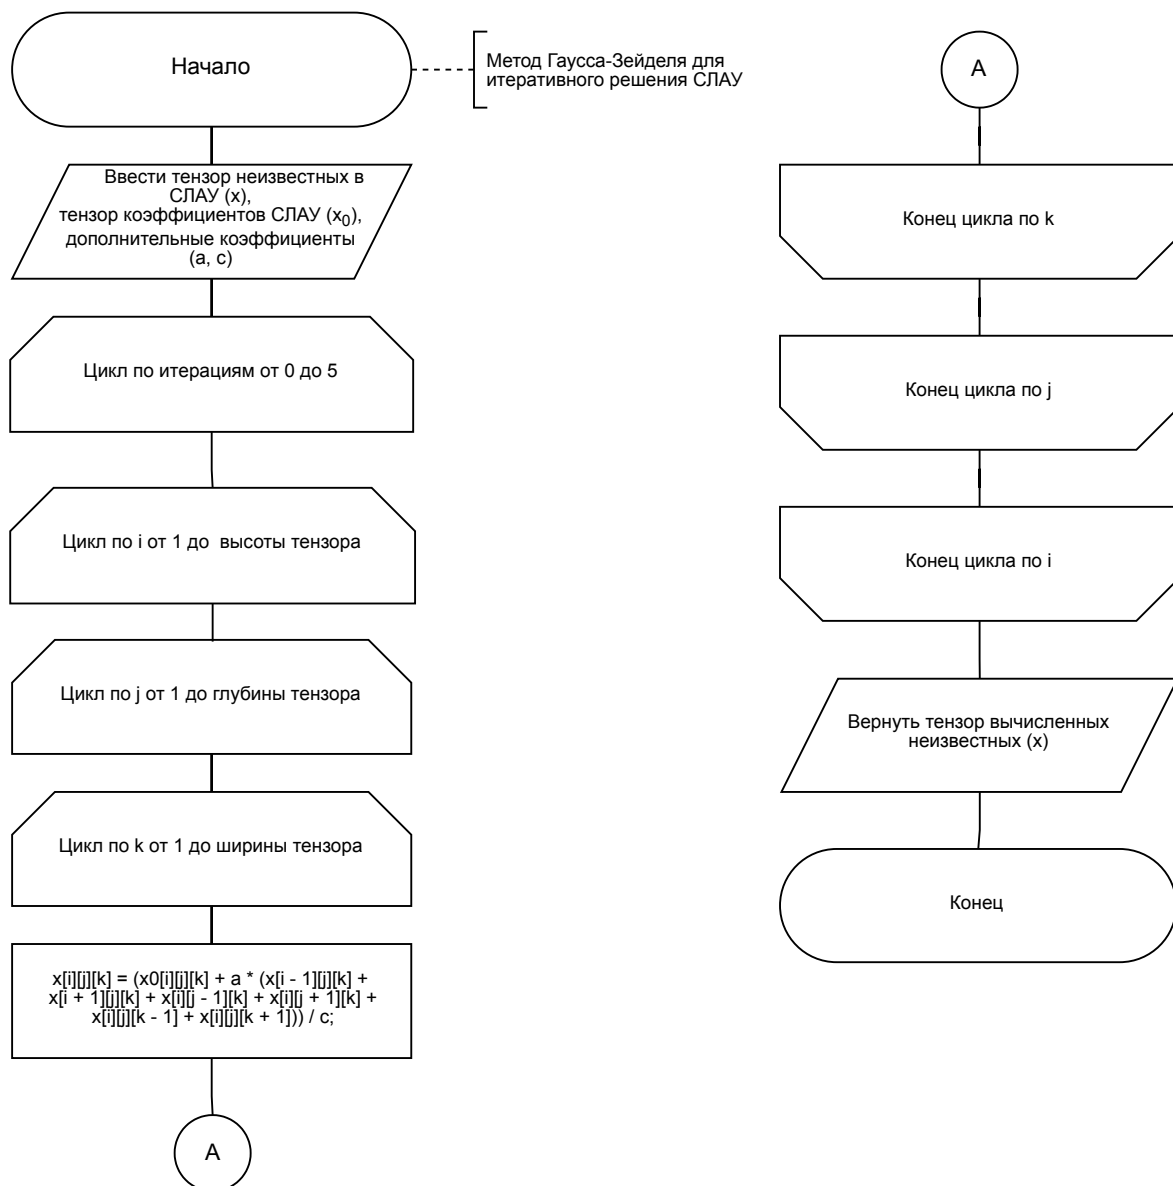 Начало
Метод Гаусса-Зейделя для
итеративного решения СЛАУ
Ввести тензор неизвестных в
СЛАУ (x),
тензор коэффициентов СЛАУ (x₀),
дополнительные коэффициенты
(a, c)
Цикл по итерациям от 0 до 5
Цикл по i от 1 до высоты тензора
Цикл по j от 1 до глубины тензора
Цикл по k от 1 до ширины тензора
x[i][j][k] = (x0[i][j][k] + a * (x[i - 1][j][k] +
x[i + 1][j][k] + x[i][j - 1][k] + x[i][j + 1][k] +
x[i][j][k - 1] + x[i][j][k + 1])) / c;
A
A
Конец цикла по k
Конец цикла по j
Конец цикла по i
Вернуть тензор вычисленных
неизвестных (x)
Конец